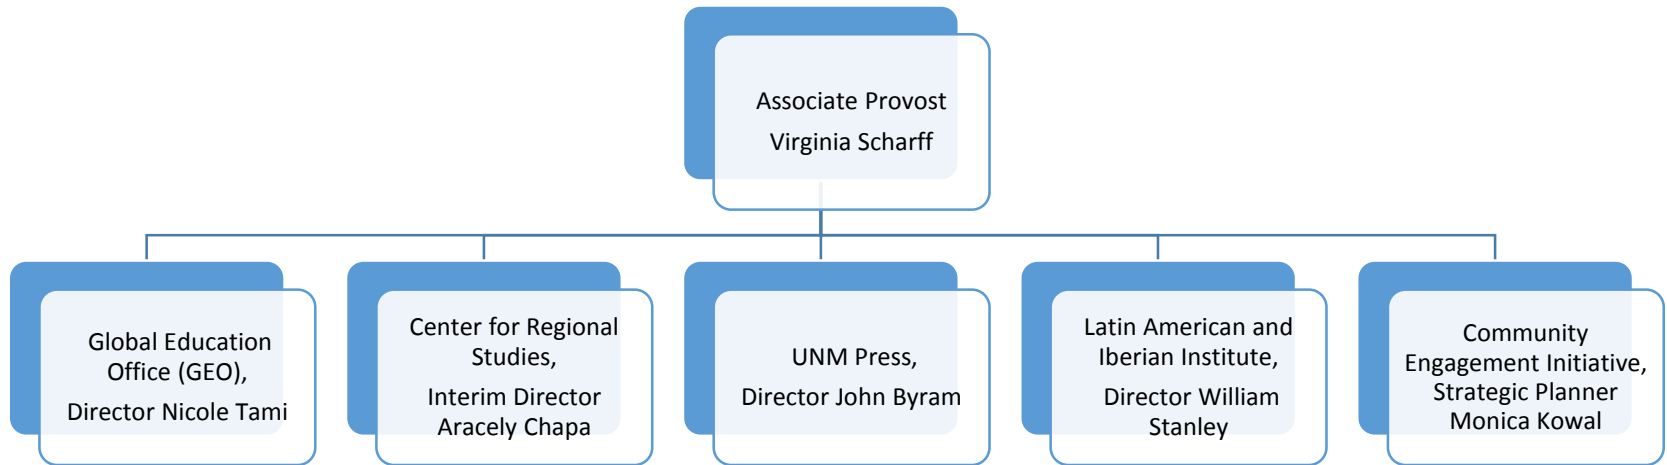 Associate Provost
Virginia Scharff
Global Education
Office (GEO),
Director Nicole Tami
Center for Regional
Studies,
Interim Director
Aracely Chapa
UNM Press,
Director John Byram
Latin American and
Iberian Institute,
Director William
Stanley
Community
Engagement Initiative,
Strategic Planner
Monica Kowal